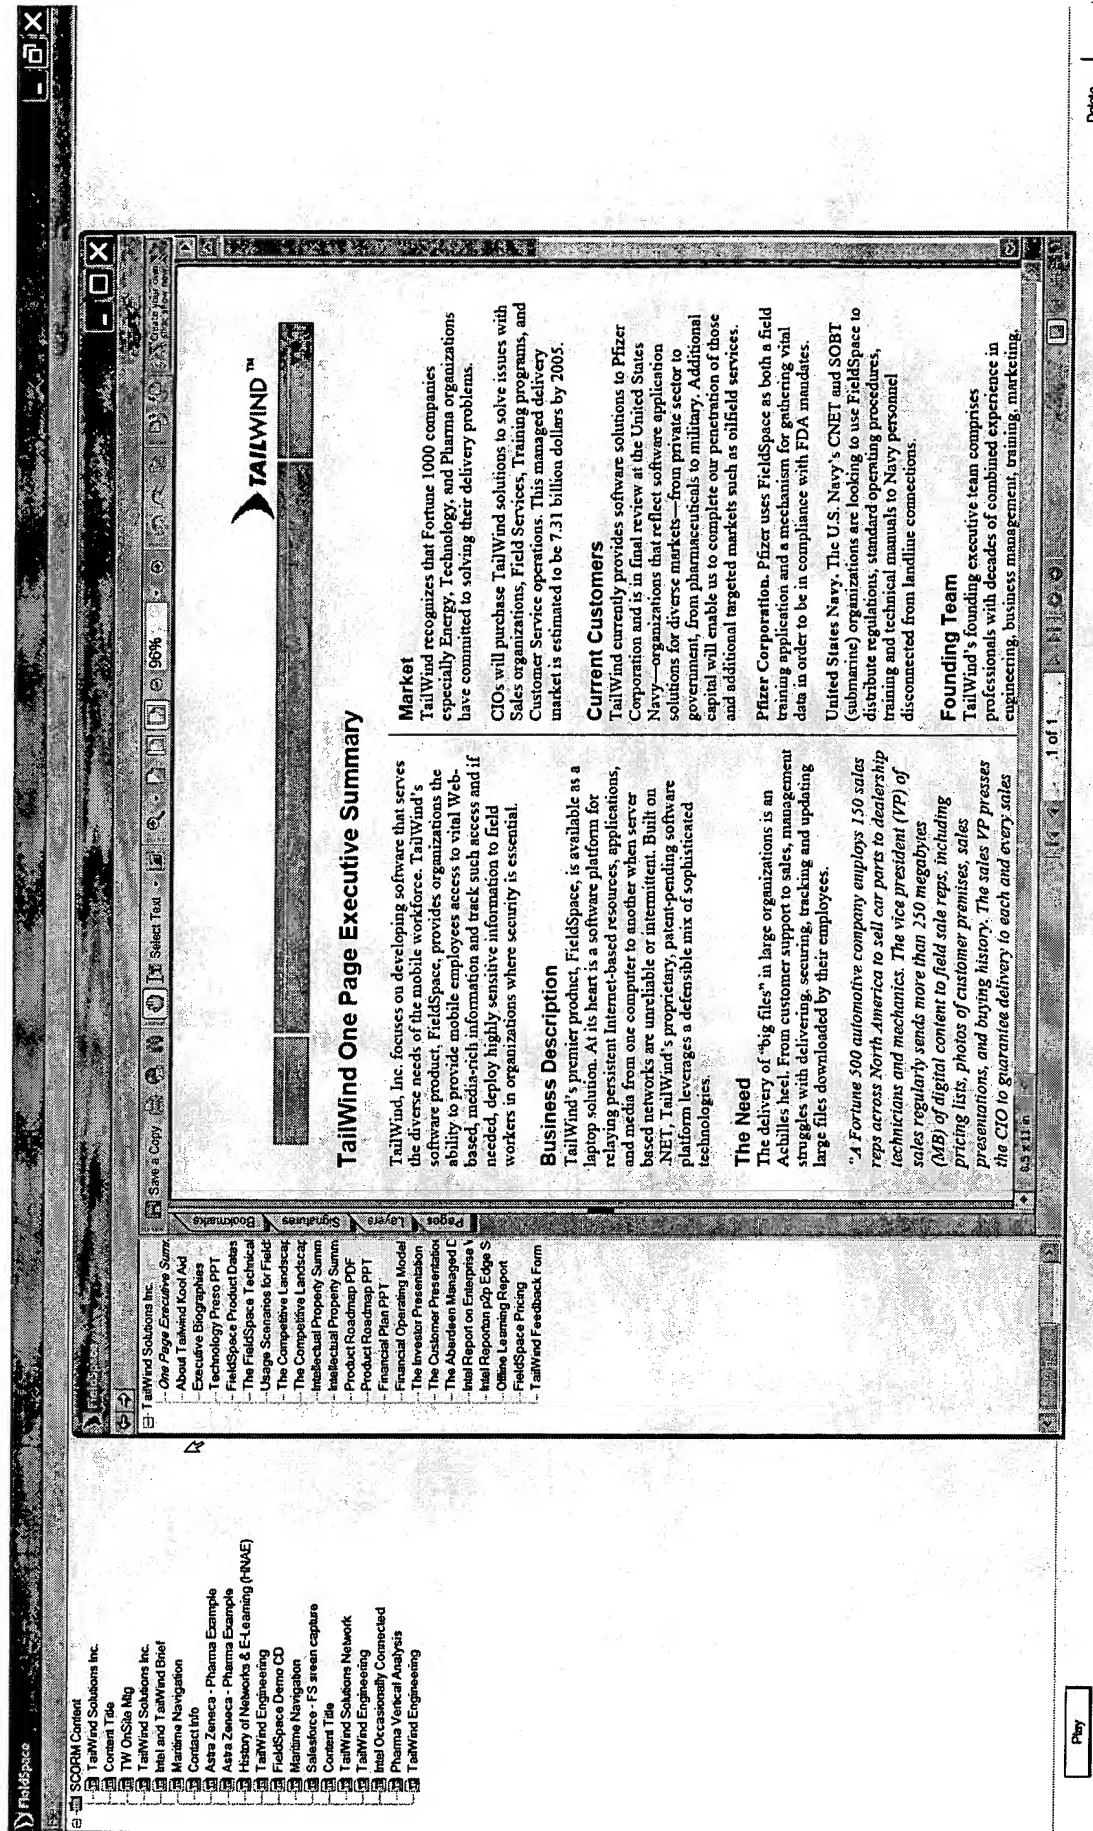 FieldSpace
SCORM Content
TailWind Solutions Inc.
Content Title
TW OnSite Mtg
TailWind Solutions Inc.
Intel and TailWind Brief
Maritime Navigation
Contact Info
Astra Zeneca - Pharma Example
Astra Zeneca - Pharma Example
History of Networks & E-Learning (HNAE)
TailWind Engineering
FieldSpace Demo CD
Maritime Navigation
Salesforce - FS sreen capture
Content Title
TailWind Solutions Network
TailWind Engineering
Intel Occasionally Connected
Pharma Vertical Analysis
TailWind Engineering
Play
Delete
TailWind Solutions Inc.
One Page Executive Summ
About Tailwind Kool Aid
Executive Biographies
Technology Preso PPT
FieldSpace Product Datas
The FieldSpace Technical
Usage Scenarios for Field
The Competitive Landscap
The Competitive Landscap
Intellectual Property Summ
Intellectual Property Summ
Product Roadmap PDF
Product Roadmap PPT
Financial Plan PPT
Financial Operating Model
The Investor Presentation
The Customer Presentation
The Aberdeen Managed D
Intel Report on Enterprise V
Intel Reporton p2p Edge S
Offline Learning Report
FieldSpace Pricing
TailWind Feedback Form
Save a Copy
Select Text
96%
Bookmarks
Signatures
Layers
Pages
TAILWIND™
TailWind One Page Executive Summary
TailWind, Inc. focuses on developing software that serves
the diverse needs of the mobile workforce. TailWind's
software product, FieldSpace, provides organizations the
ability to provide mobile employees access to vital Web-
based, media-rich information and track such access and if
needed, deploy highly sensitive information to field
workers in organizations where security is essential.
Business Description
TailWind's premier product, FieldSpace, is available as a
laptop solution. At its heart is a software platform for
relaying persistent Internet-based resources, applications,
and media from one computer to another when server
based networks are unreliable or intermittent. Built on
.NET, TailWind's proprietary, patent-pending software
platform leverages a defensible mix of sophisticated
technologies.
The Need
The delivery of "big files" in large organizations is an
Achilles heel. From customer support to sales, management
struggles with delivering, securing, tracking and updating
large files downloaded by their employees.
"A Fortune 500 automotive company employs 150 sales
reps across North America to sell car parts to dealership
technicians and mechanics. The vice president (VP) of
sales regularly sends more than 250 megabytes
(MB) of digital content to field sale reps, including
pricing lists, photos of customer premises, sales
presentations, and buying history. The sales VP presses
the CIO to guarantee delivery to each and every sales
Market
TailWind recognizes that Fortune 1000 companies
especially Energy, Technology, and Pharma organizations
have committed to solving their delivery problems.
CIOs will purchase TailWind solutions to solve issues with
Sales organizations, Field Services, Training programs, and
Customer Service operations. This managed delivery
market is estimated to be 7.31 billion dollars by 2005.
Current Customers
TailWind currently provides software solutions to Pfizer
Corporation and is in final review at the United States
Navy—organizations that reflect software application
solutions for diverse markets—from private sector to
government, from pharmaceuticals to military. Additional
capital will enable us to complete our penetration of those
and additional targeted markets such as oilfield services.
Pfizer Corporation. Pfizer uses FieldSpace as both a field
training application and a mechanism for gathering vital
data in order to be in compliance with FDA mandates.
United States Navy. The U.S. Navy's CNET and SOBT
(submarine) organizations are looking to use FieldSpace to
distribute regulations, standard operating procedures,
training and technical manuals to Navy personnel
disconnected from landline connections.
Founding Team
TailWind's founding executive team comprises
professionals with decades of combined experience in
engineering, business management, training, marketing,
8.5 x 11 in
1 of 1